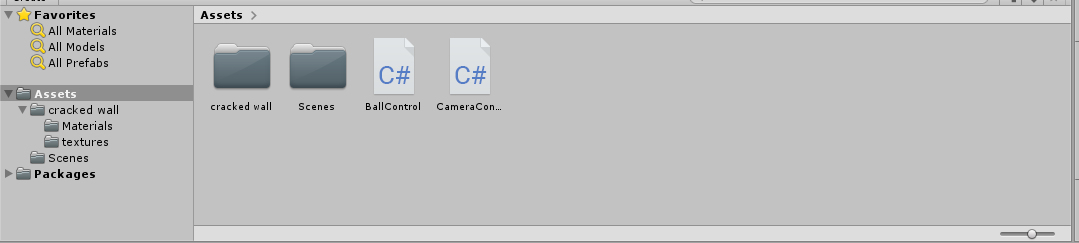 Favorites
All Materials
All Models
All Prefabs
Assets
cracked wall
Materials
textures
Scenes
Packages
Assets >
cracked wall
Scenes
C#
BallControl
C#
CameraCon...